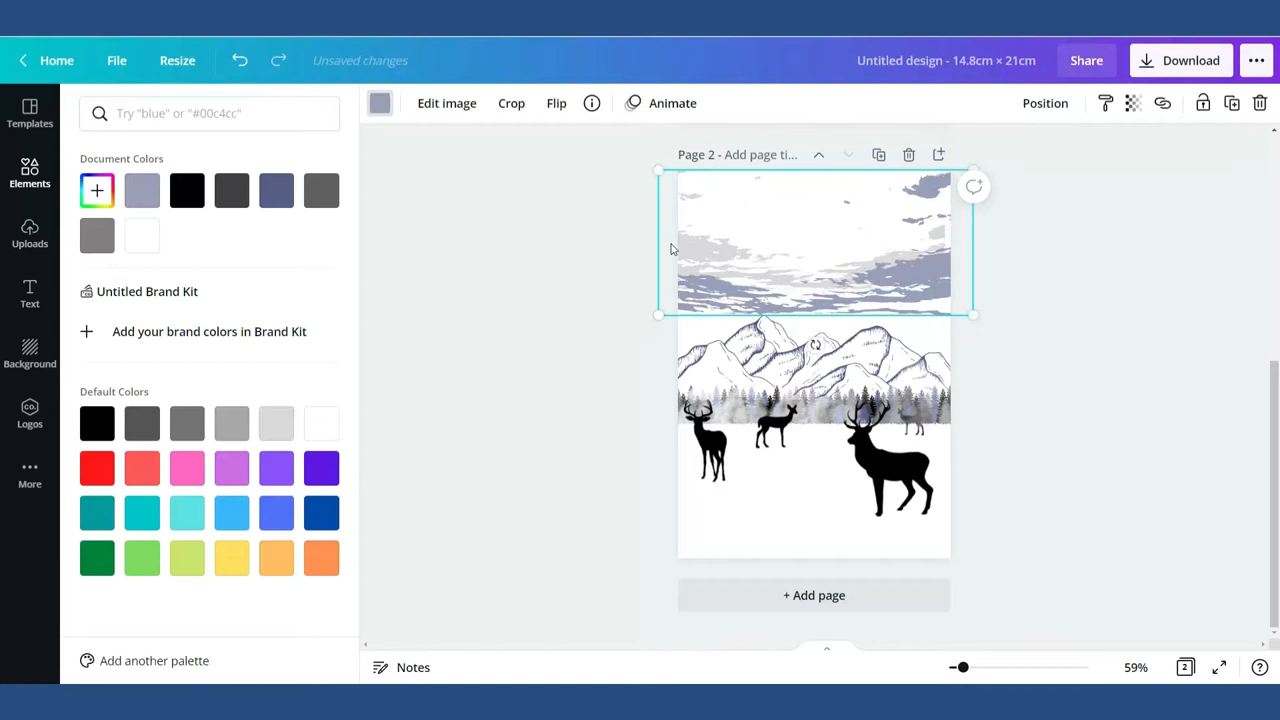 Home File Resize Unsaved changes Untitled design - 14.8cm × 21cm Share Download
Templates
Elements
Uploads
Text
Background
CO.
Logos
More
Try "blue" or "#00c4cc"
Document Colors
Untitled Brand Kit
Add your brand colors in Brand Kit
Default Colors
Add another palette
Edit image Crop Flip Animate Position
Page 2 - Add page ti...
+ Add page
Notes 59% 2